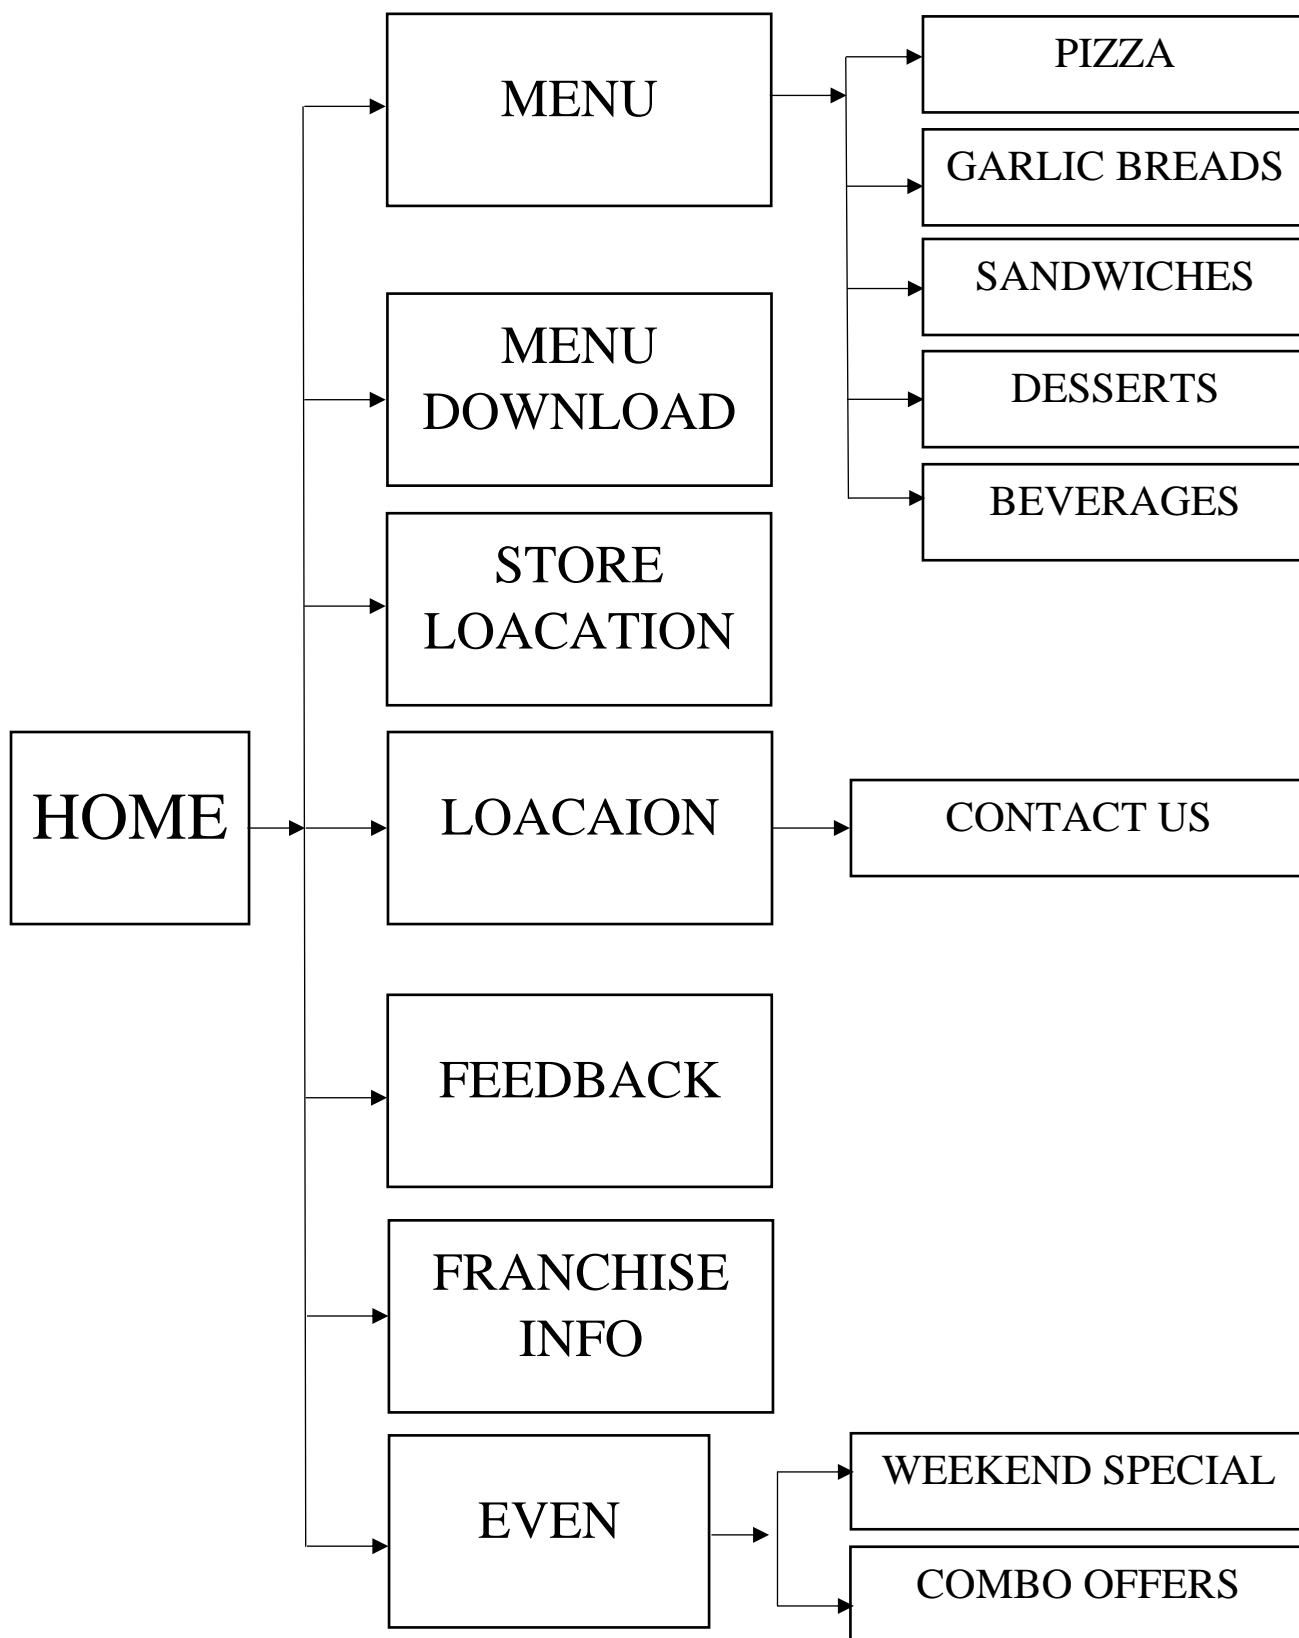 HOME
MENU
PIZZA
GARLIC BREADS
SANDWICHES
DESSERTS
BEVERAGES
MENU
DOWNLOAD
STORE
LOACATION
LOACAION
CONTACT US
FEEDBACK
FRANCHISE
INFO
EVEN
WEEKEND SPECIAL
COMBO OFFERS